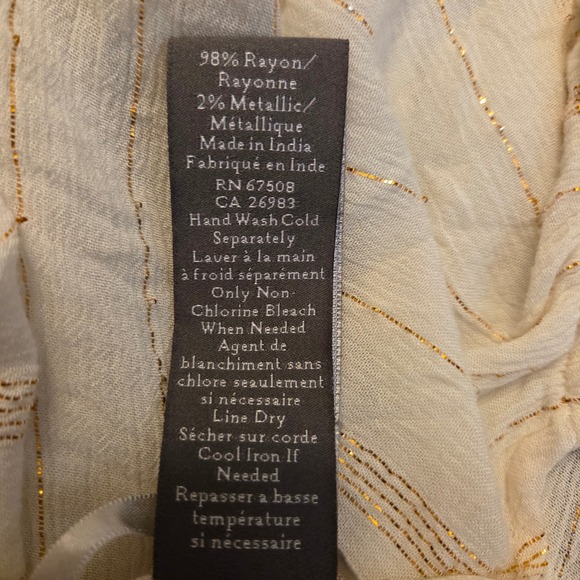 98% Rayon/
Rayonne
2% Metallic/
Métallique
Made in India
Fabriqué en Inde
RN 67508
CA 26983
Hand Wash Cold
Separately
Laver à la main
à froid séparément
Only Non-
Chlorine Bleach
When Needed
Agent de
blanchiment sans
chlore seaulement
si nécessaire
Line Dry
Sécher sur corde
Cool Iron If
Needed
Repasser a basse
température
si nécessaire